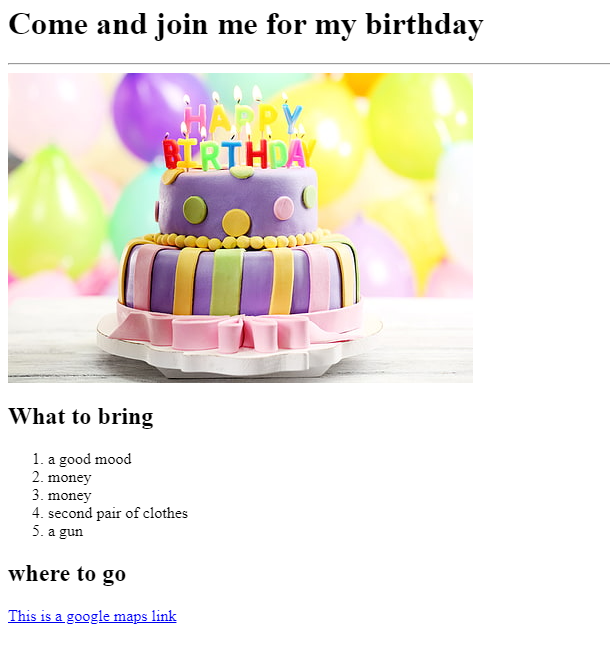 Come and join me for my birthday
HAPPY
BIRTHDAY
What to bring
1. a good mood
2. money
3. money
4. second pair of clothes
5. a gun
where to go
This is a google maps link